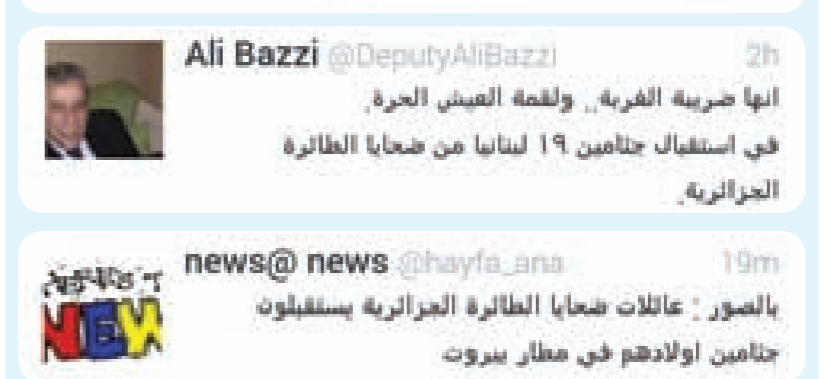 Ali Bazzi @DeputyAliBazzi 2h
انها ضريبة الغربة.. ولقمة العيش الحرة.
في استقبال جثامين ١٩ لبنانيا من ضحايا الطائرة
الجزائرية.
news@ news @hayfa_ana 19m
NEW
بالصور : عائلات ضحايا الطائرة الجزائرية يستقبلون
جثامين اولادهم في مطار بيروت